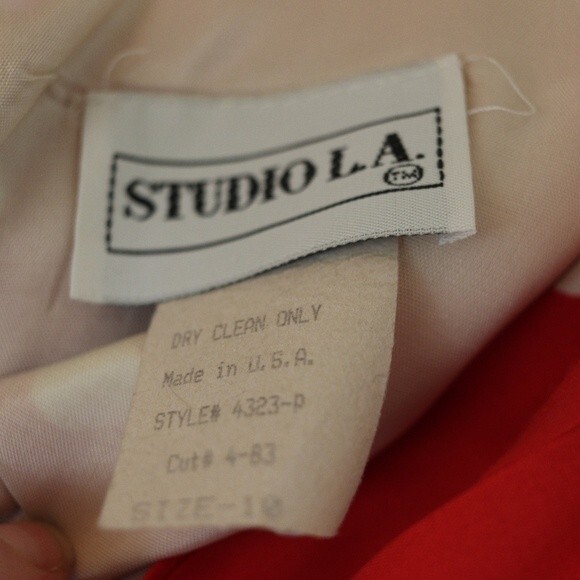 STUDIO L.A.
TM
DRY CLEAN ONLY
Made in U.S.A.
STYLE# 4323-P
Cut# 4-83
SIZE-10